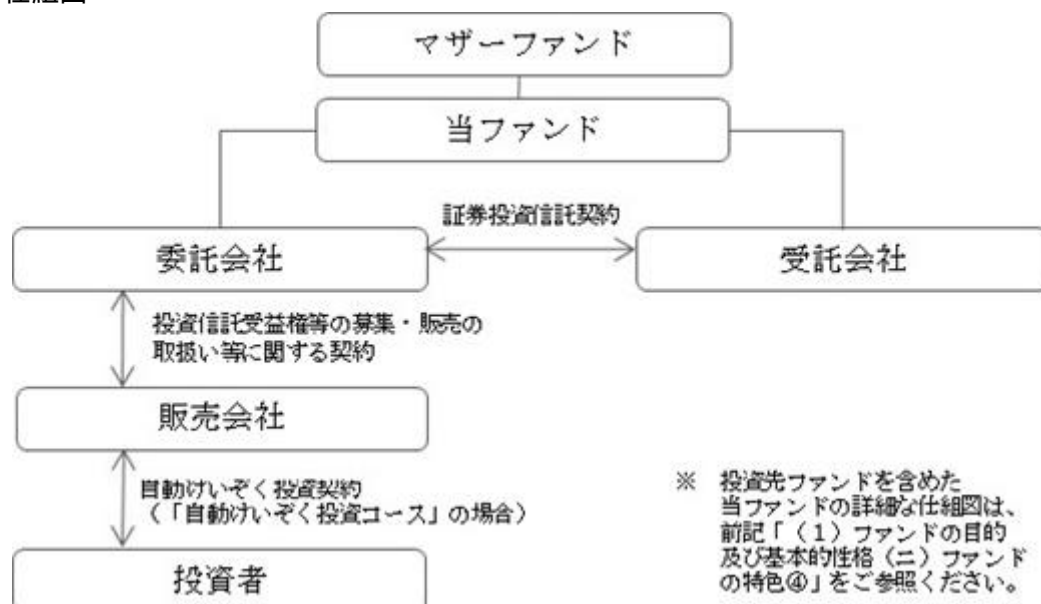 マザーファンド
当ファンド
証券投資信託契約
委託会社
受託会社
投資信託受益権等の募集・販売の
取扱い等に関する契約
販売会社
自動けいぞく投資契約
(「自動けいぞく投資コース」の場合)
投資者
※ 投資先ファンドを含めた
当ファンドの詳細な仕組図は、
前記「(1)ファンドの目的
及び基本的性格(ニ)ファンド
の特色④」をご参照ください。